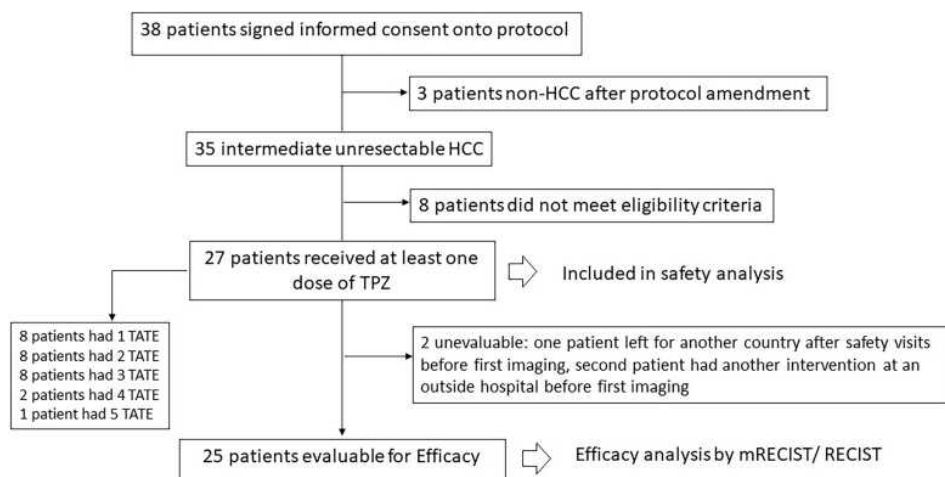 38 patients signed informed consent onto protocol
3 patients non-HCC after protocol amendment
35 intermediate unresectable HCC
8 patients did not meet eligibility criteria
27 patients received at least one
dose of TPZ
Included in safety analysis
8 patients had 1 TATE
8 patients had 2 TATE
8 patients had 3 TATE
2 patients had 4 TATE
1 patient had 5 TATE
2 unevaluable: one patient left for another country after safety visits
before first imaging, second patient had another intervention at an
outside hospital before first imaging
25 patients evaluable for Efficacy
Efficacy analysis by mRECIST/ RECIST